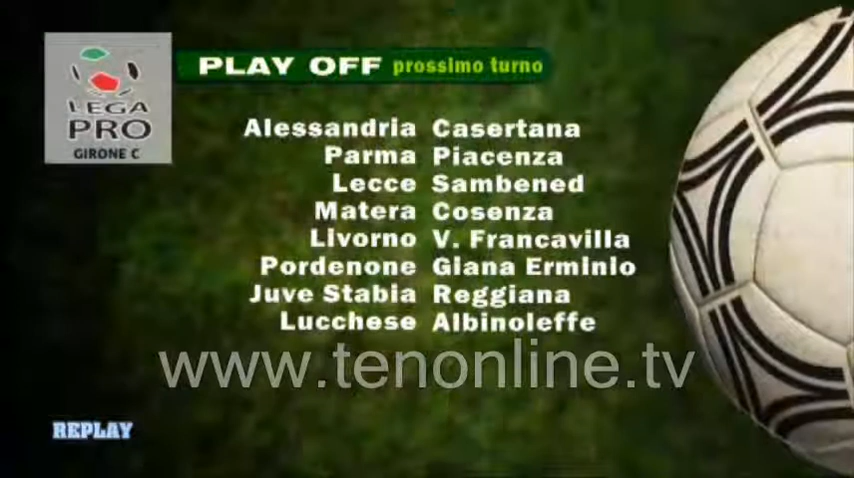 LEGA
PRO
GIRONE C
PLAY OFF prossimo turno
Alessandria Casertana
Parma Piacenza
Lecce Sambened
Matera Cosenza
Livorno V. Francavilla
Pordenone Giana Erminio
Juve Stabia Reggiana
Lucchese Albinoleffe
www.tenonline.tv
REPLAY